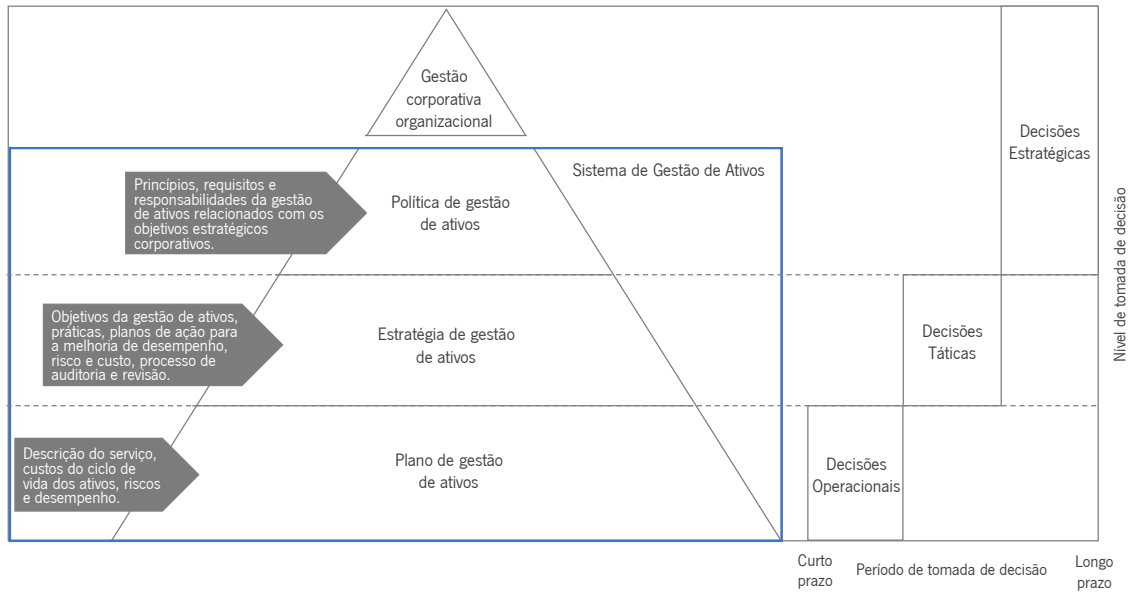 Gestão
corporativa
organizacional
Decisões
Estratégicas
Sistema de Gestão de Ativos
Princípios, requisitos e
responsabilidades da gestão
de ativos relacionados com os
objetivos estratégicos
corporativos.
Política de gestão
de ativos
Nível de tomada de decisão
Objetivos da gestão de ativos,
práticas, planos de ação para
a melhoria de desempenho,
risco e custo, processo de
auditoria e revisão.
Estratégia de gestão
de ativos
Decisões
Táticas
Descrição do serviço,
custos do ciclo de
vida dos ativos, riscos
e desempenho.
Plano de gestão
de ativos
Decisões
Operacionais
Curto
prazo
Período de tomada de decisão
Longo
prazo